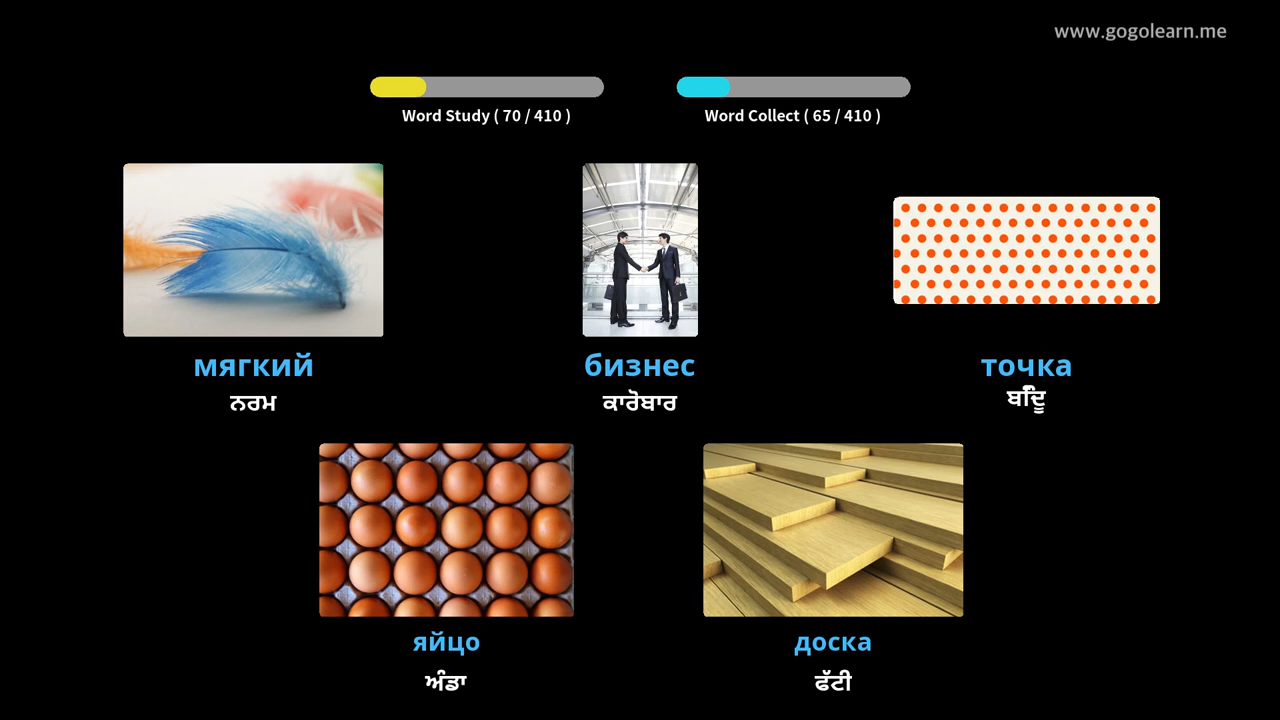 www.gogolearn.me
Word Study ( 70 / 410 )
Word Collect ( 65 / 410 )
мягкий
ਨਰਮ
бизнес
ਕਾਰੋਬਾਰ
точка
ਬਿੰਦੂ
яйцо
ਅੰਡਾ
доска
ਫੱਟੀ